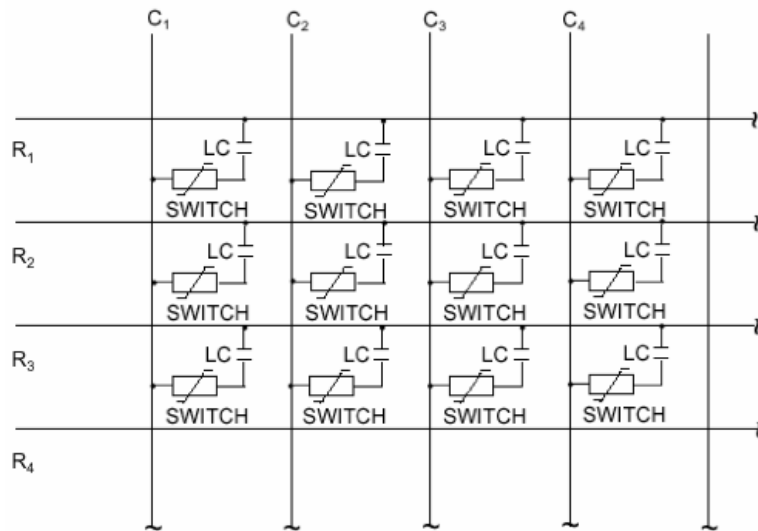 C₁ C₂ C₃ C₄
R₁ LC LC LC LC
SWITCH SWITCH SWITCH SWITCH
R₂ LC LC LC LC
SWITCH SWITCH SWITCH SWITCH
R₃ LC LC LC LC
SWITCH SWITCH SWITCH SWITCH
R₄